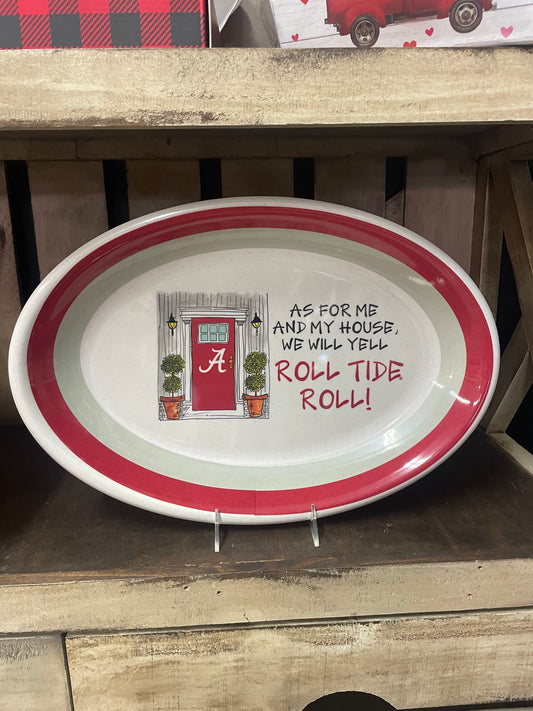 A
AS FOR ME
AND MY HOUSE,
WE WILL YELL
ROLL TIDE
ROLL!